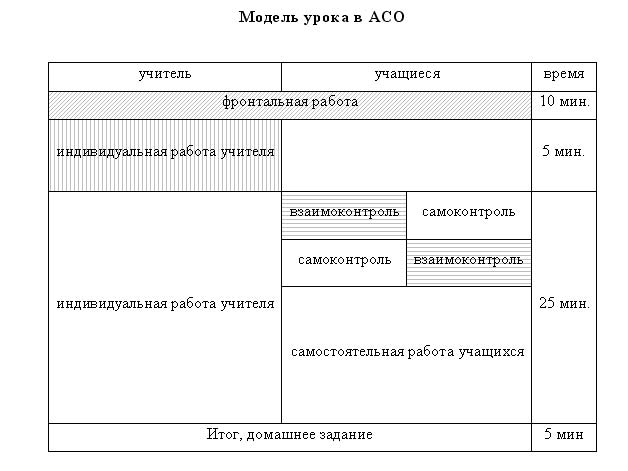 Модель урока в АСО
учитель учащиеся время
фронтальная работа 10 мин.
индивидуальная работа учителя 5 мин.
взаимоконтроль самоконтроль
самоконтроль взаимоконтроль
индивидуальная работа учителя 25 мин.
самостоятельная работа учащихся
Итог, домашнее задание 5 мин